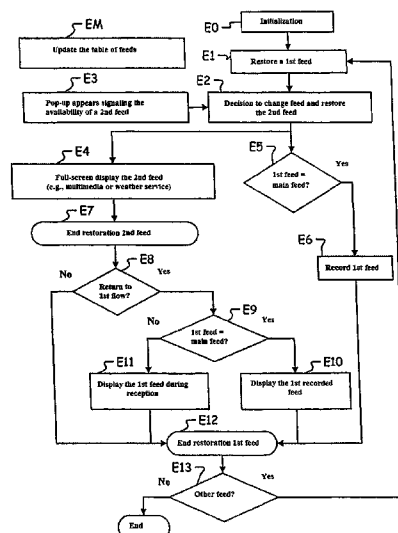 EM
Update the table of feeds
E0
Initialization
E1
Restore a 1st feed
E3
Pop-up appears signaling the
availability of a 2nd feed
E2
Decision to change feed and restore
the 2nd feed
E4
Full-screen display the 2nd feed
(e.g., multimedia or weather service)
E5
Yes
1st feed =
main feed?
E7
End restoration 2nd feed
E6
Record 1st feed
E8
No
Yes
Return to
1st flow?
E9
No
Yes
1st feed =
main feed?
E11
Display the 1st feed during
reception
E10
Display the 1st recorded
feed
E12
End restoration 1st feed
E13
No
Yes
Other feed?
End